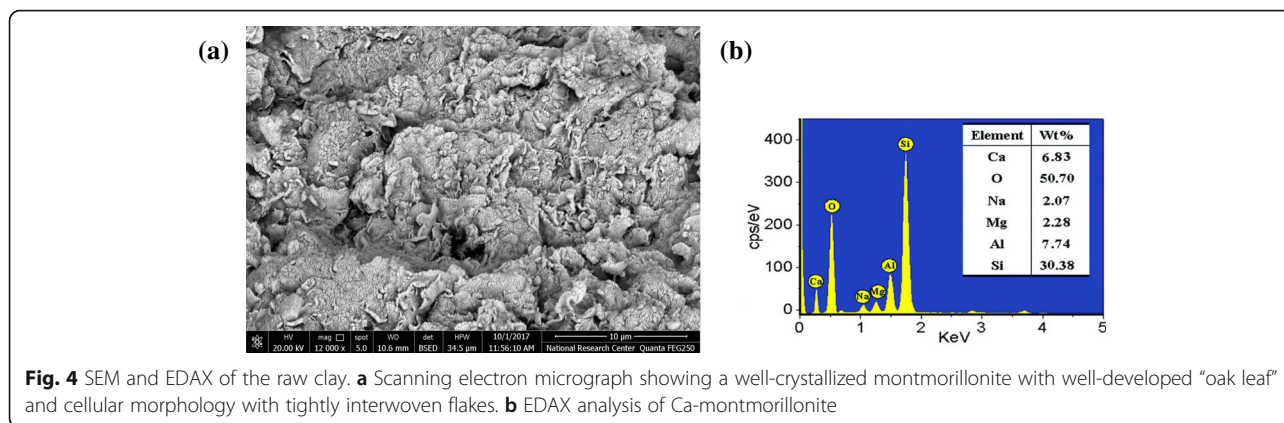 (a)
HV mag □ spot WD det HFW 10/1/2017 10 µm
20.00 kV 12 000 x 5.0 10.6 mm BSED 34.5 µm 11:56:10 AM National Research Center Quanta FEG250
(b)
400
300
200
100
0
cps/eV
Ca
O
Na
Mg
Al
Si
Element Wt%
Ca 6.83
O 50.70
Na 2.07
Mg 2.28
Al 7.74
Si 30.38
0 1 2 3 4 5
KeV
Fig. 4 SEM and EDAX of the raw clay. a Scanning electron micrograph showing a well-crystallized montmorillonite with well-developed “oak leaf”
and cellular morphology with tightly interwoven flakes. b EDAX analysis of Ca-montmorillonite